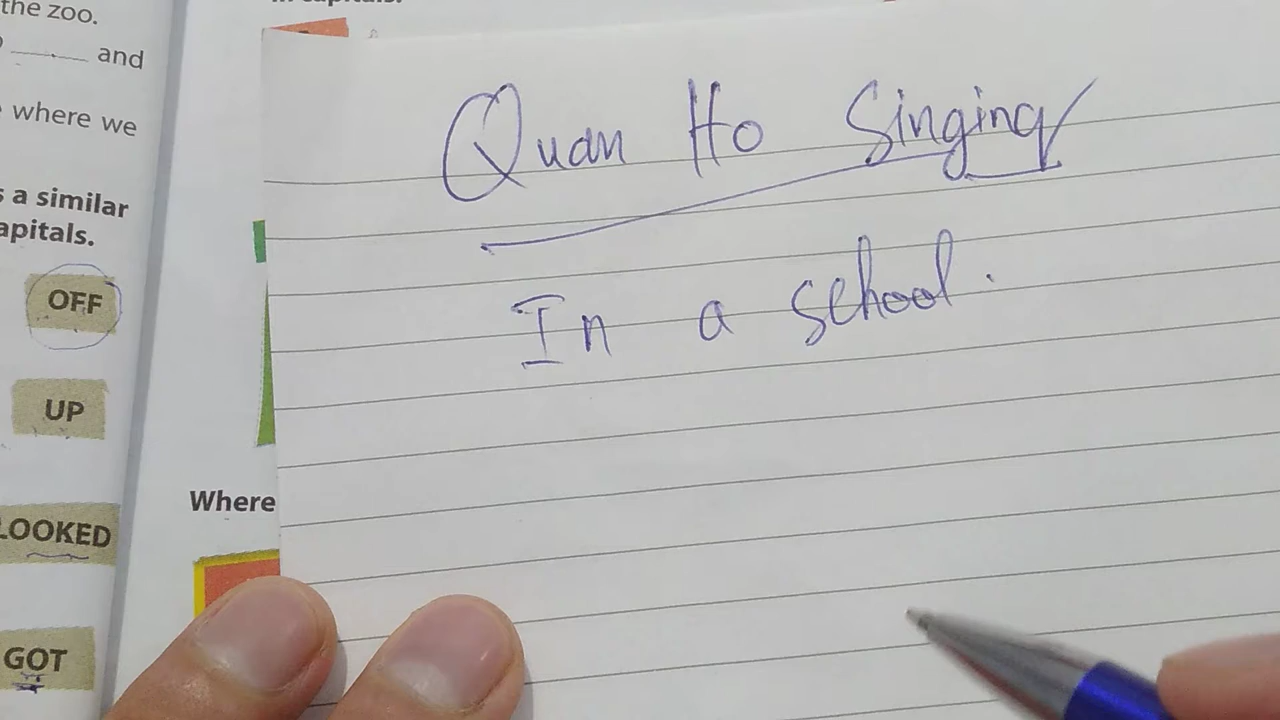 the zoo.
and
where we
s a similar
apitals.
OFF
UP
LOOKED
GOT
Where
Quan Ho Singing
In a school.